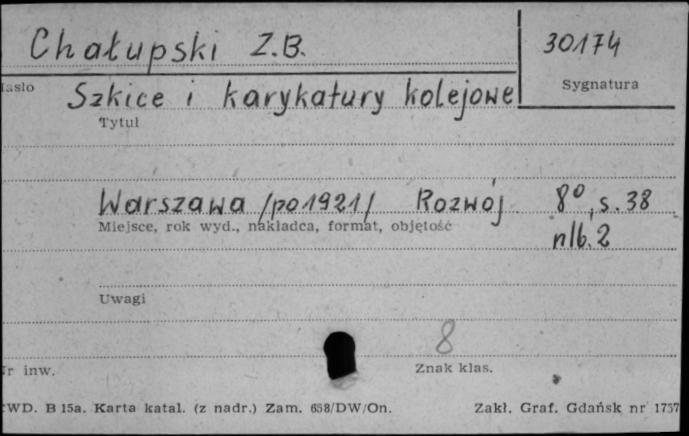 Chałupski Z.B. 30174
Hasło Sygnatura
Szkice i karykatury kolejowe
Tytuł
Warszawa /po 1921/ Rozwój 8°, s. 38
Miejsce, rok wyd., nakładca, format, objętość
nlb. 2
Uwagi
8
Nr inw. Znak klas.
CWD. B 15a. Karta katal. (z nadr.) Zam. 658/DW/On. Zakł. Graf. Gdańsk nr 1757